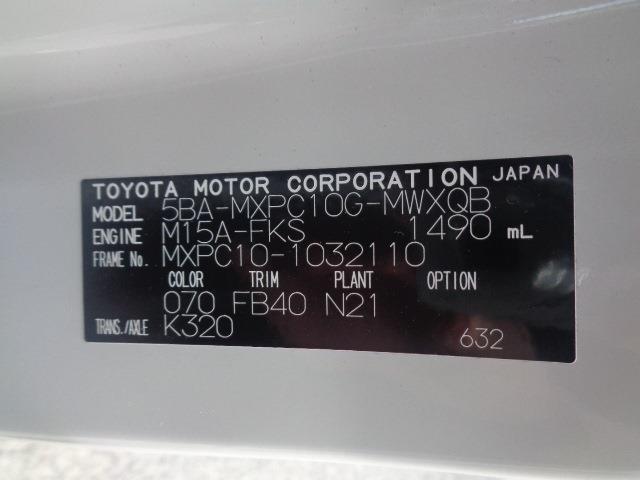 TOYOTA MOTOR CORPORATION JAPAN
MODEL 5BA-MXPC10G-MWXQB
ENGINE M15A-FKS 1490 mL
FRAME No. MXPC10-1032110
COLOR TRIM PLANT OPTION
070 FB40 N21
TRANS./AXLE K320
632